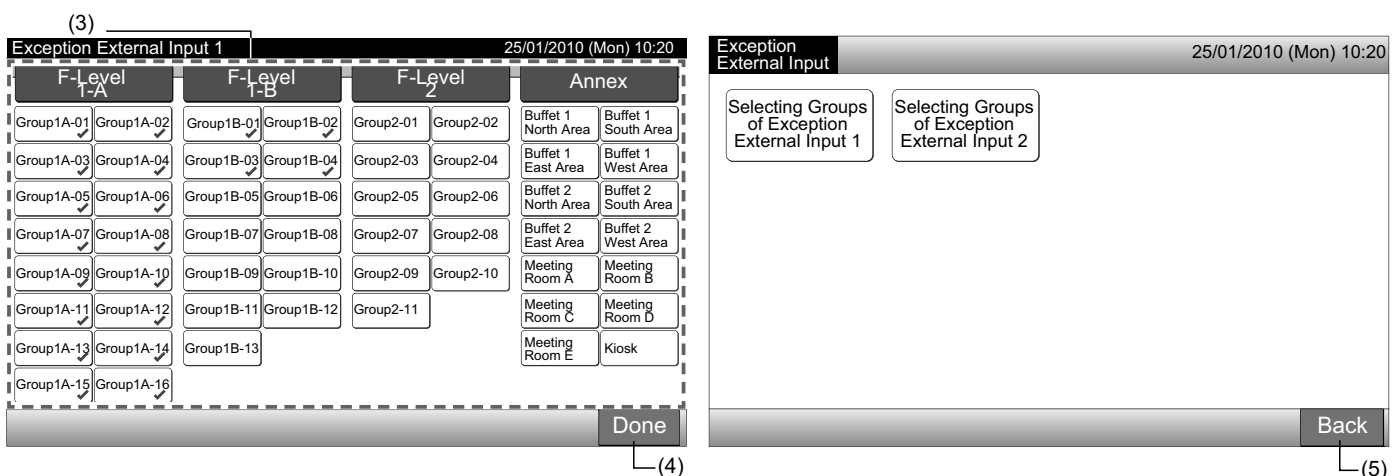 (3)
Exception External Input 1 25/01/2010 (Mon) 10:20
F-Level
1-A
F-Level
1-B
F-Level
2
Annex
Group1A-01 Group1A-02 Group1B-01 Group1B-02 Group2-01 Group2-02
Buffet 1
North Area
Buffet 1
South Area
Group1A-03 Group1A-04 Group1B-03 Group1B-04 Group2-03 Group2-04
Buffet 1
East Area
Buffet 1
West Area
Group1A-05 Group1A-06 Group1B-05 Group1B-06 Group2-05 Group2-06
Buffet 2
North Area
Buffet 2
South Area
Group1A-07 Group1A-08 Group1B-07 Group1B-08 Group2-07 Group2-08
Buffet 2
East Area
Buffet 2
West Area
Group1A-09 Group1A-10 Group1B-09 Group1B-10 Group2-09 Group2-10
Meeting
Room A
Meeting
Room B
Group1A-11 Group1A-12 Group1B-11 Group1B-12 Group2-11
Meeting
Room C
Meeting
Room D
Group1A-13 Group1A-14 Group1B-13
Meeting
Room E
Kiosk
Group1A-15 Group1A-16
Done
(4)
Exception
External Input
25/01/2010 (Mon) 10:20
Selecting Groups
of Exception
External Input 1
Selecting Groups
of Exception
External Input 2
Back
(5)